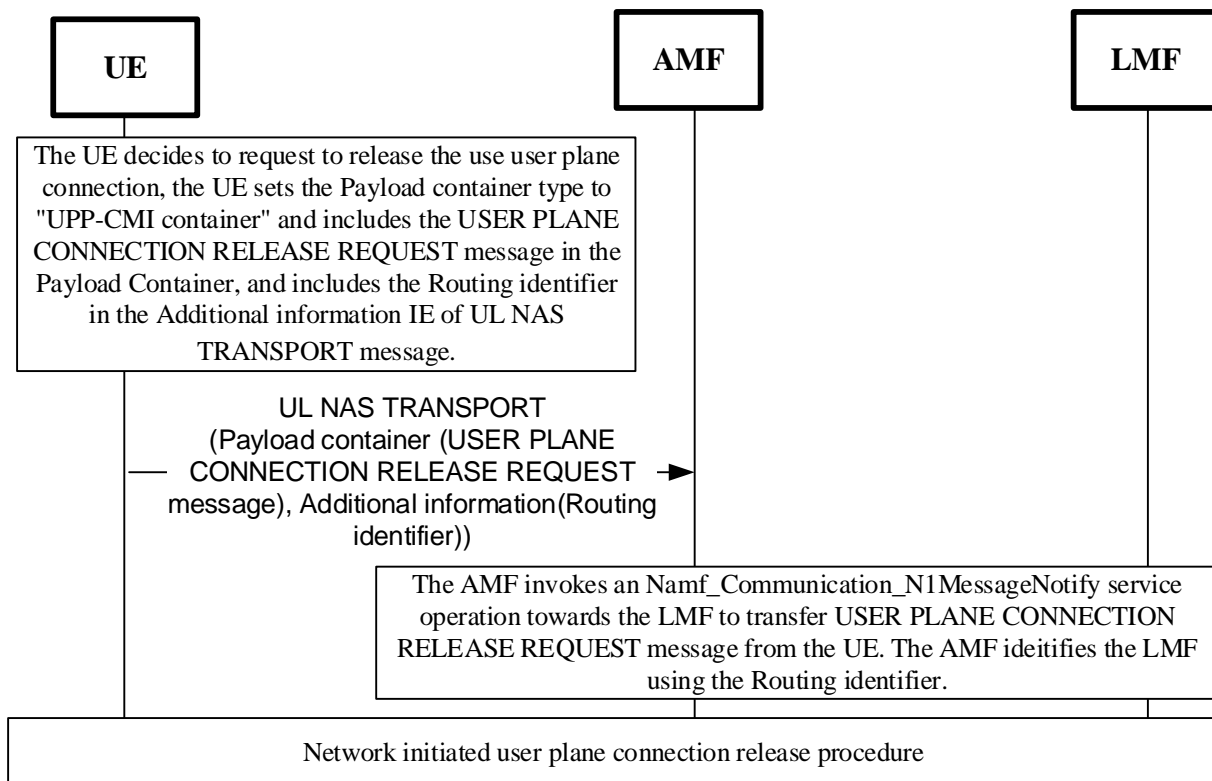 UE
AMF
LMF
The UE decides to request to release the use user plane
connection, the UE sets the Payload container type to
"UPP-CMI container" and includes the USER PLANE
CONNECTION RELEASE REQUEST message in the
Payload Container, and includes the Routing identifier
in the Additional information IE of UL NAS
TRANSPORT message.
UL NAS TRANSPORT
(Payload container (USER PLANE
CONNECTION RELEASE REQUEST
message), Additional information(Routing
identifier))
The AMF invokes an Namf_Communication_N1MessageNotify service
operation towards the LMF to transfer USER PLANE CONNECTION
RELEASE REQUEST message from the UE. The AMF ideitifies the LMF
using the Routing identifier.
Network initiated user plane connection release procedure